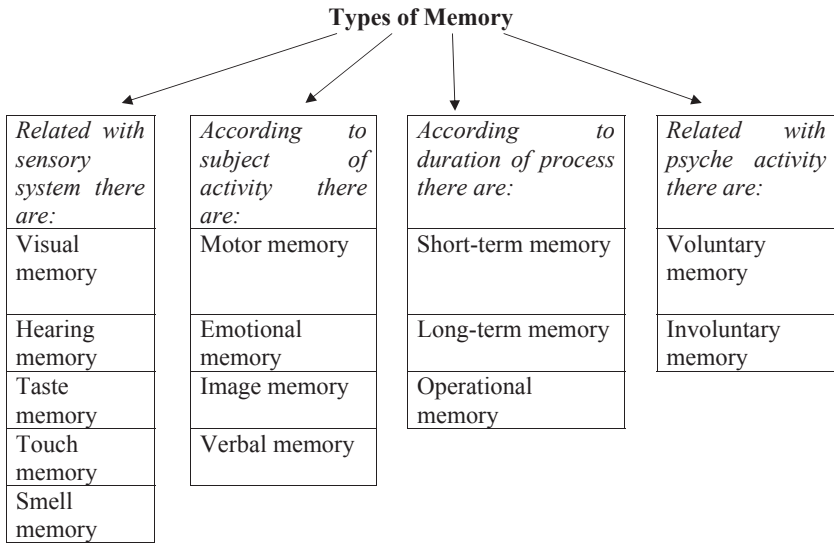 Types of Memory
Related with
sensory
system there
are:
Visual
memory
Hearing
memory
Taste
memory
Touch
memory
Smell
memory
According to
subject of
activity there
are:
Motor memory
Emotional
memory
Image memory
Verbal memory
According to
duration of process
there are:
Short-term memory
Long-term memory
Operational
memory
Related with
psyche activity
there are:
Voluntary
memory
Involuntary
memory